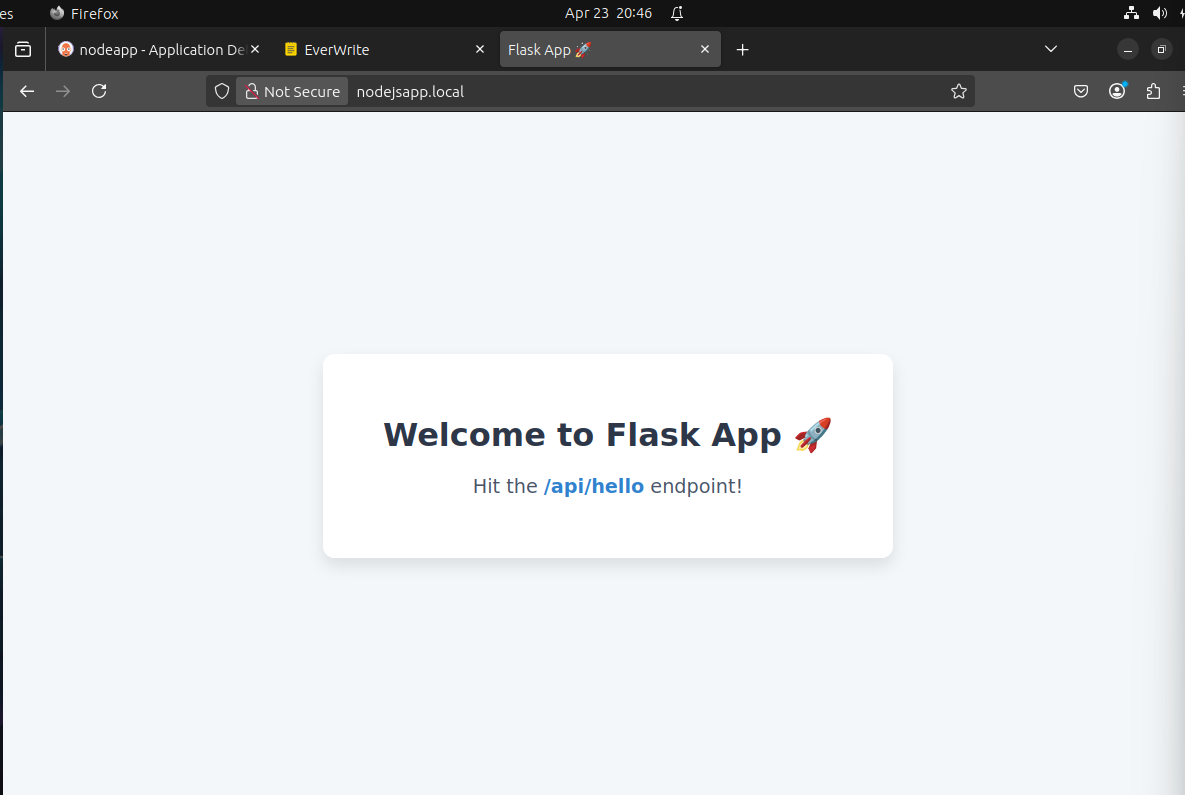 es Firefox Apr 23 20:46
nodeapp - Application De EverWrite Flask App 🚀
Not Secure nodejsapp.local
Welcome to Flask App 🚀
Hit the /api/hello endpoint!